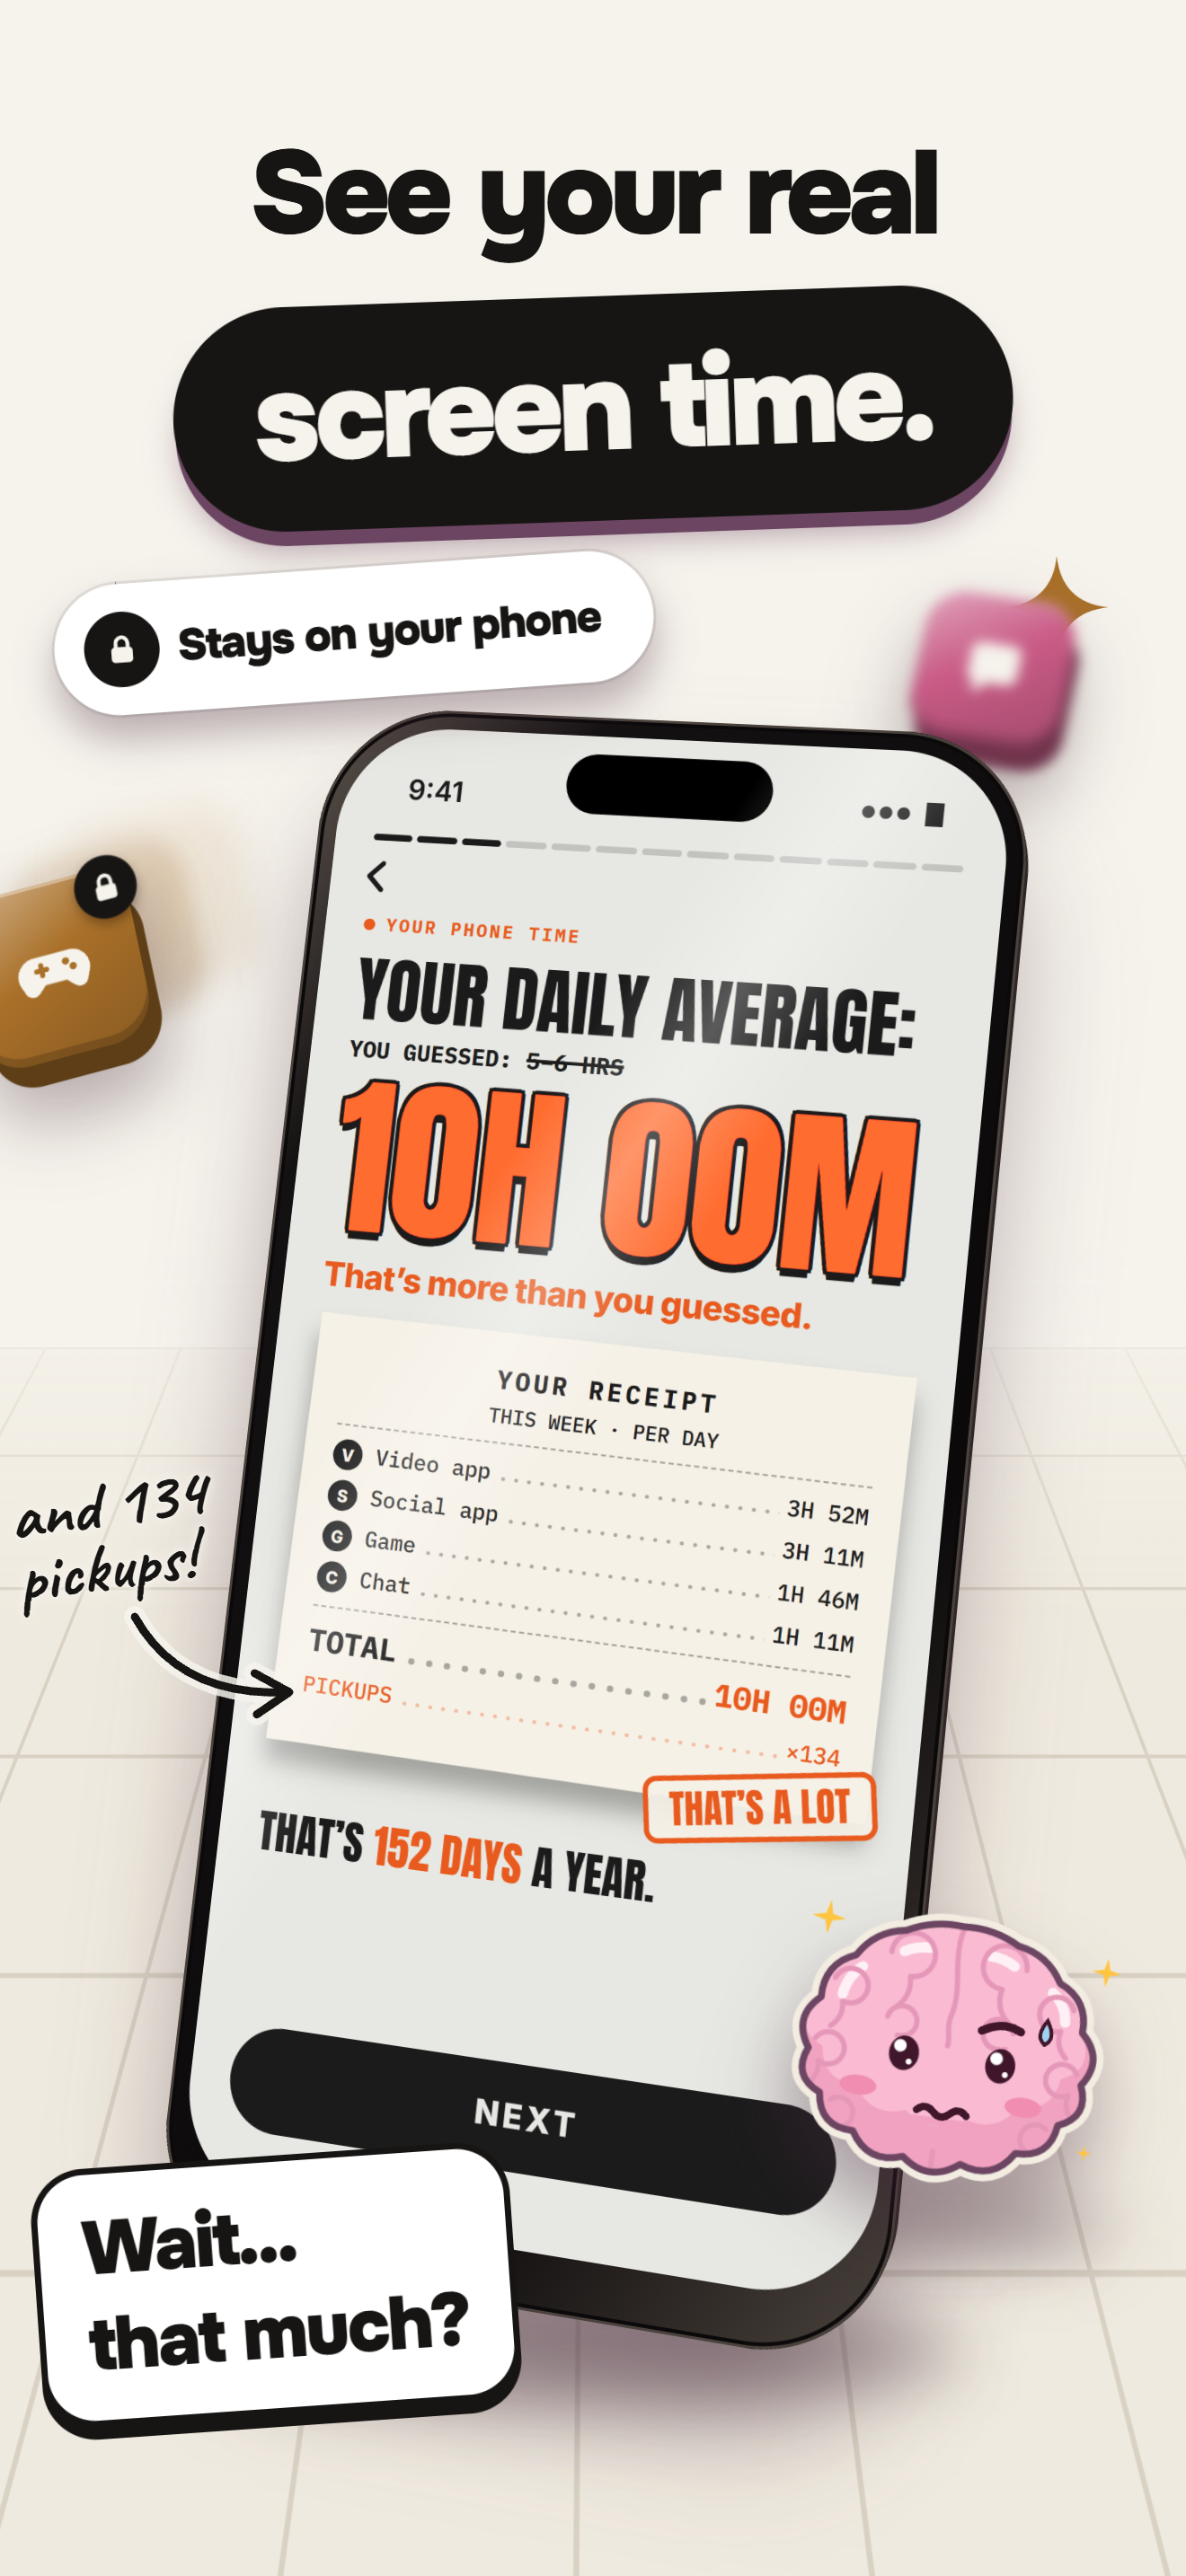 See your real
screen time.
Stays on your phone
9:41
YOUR PHONE TIME
YOUR DAILY AVERAGE:
YOU GUESSED: 5-6 HRS
10H 00M
That's more than you guessed.
YOUR RECEIPT
THIS WEEK · PER DAY
V Video app 3H 52M
S Social app 3H 11M
G Game 1H 46M
C Chat 1H 11M
TOTAL 10H 00M
PICKUPS ×134
and 134
pickups!
THAT'S A LOT
THAT'S 152 DAYS A YEAR.
NEXT
Wait...
that much?